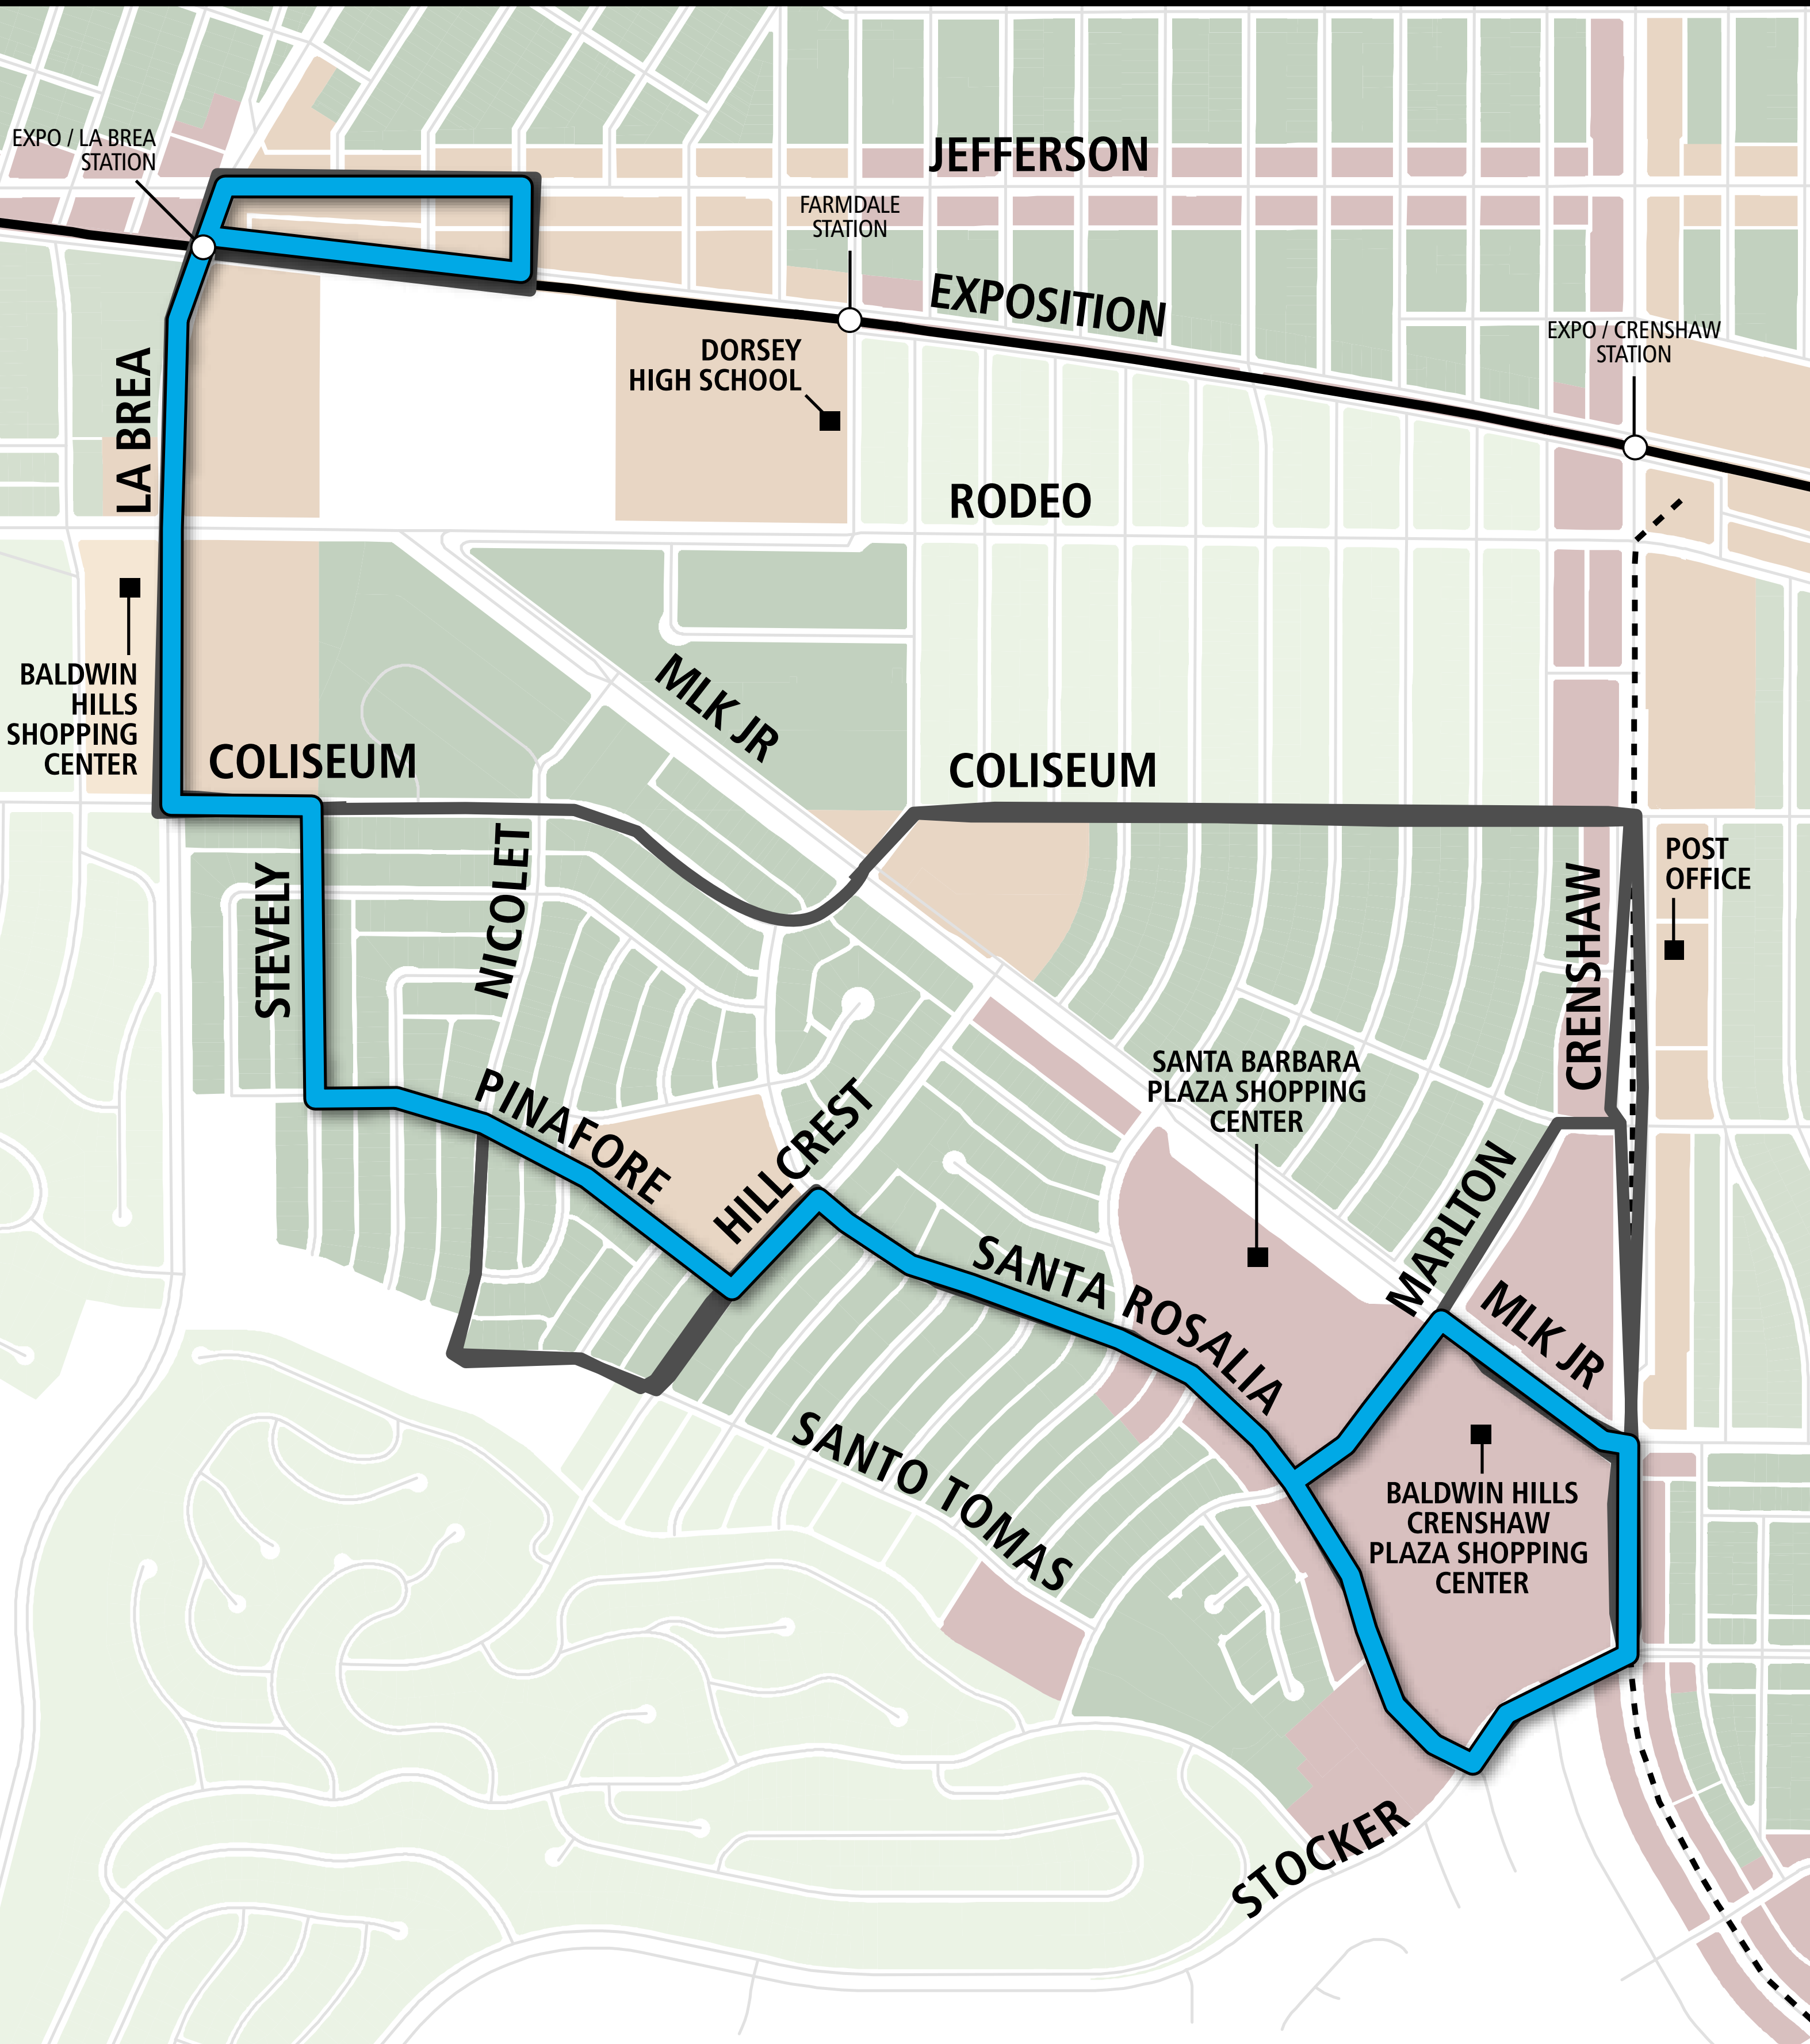 EXPO / LA BREA
STATION
JEFFERSON
FARMDALE
STATION
EXPOSITION
EXPO / CRENSHAW
STATION
DORSEY
HIGH SCHOOL
LA BREA
RODEO
BALDWIN
HILLS
SHOPPING
CENTER
MLK JR
COLISEUM
COLISEUM
NICOLET
STEVELY
CRENSHAW
POST
OFFICE
PINAFORE
HILLCREST
SANTA BARBARA
PLAZA SHOPPING
CENTER
MARLTON
SANTA ROSALIA
MLK JR
SANTO TOMAS
BALDWIN HILLS
CRENSHAW
PLAZA SHOPPING
CENTER
STOCKER